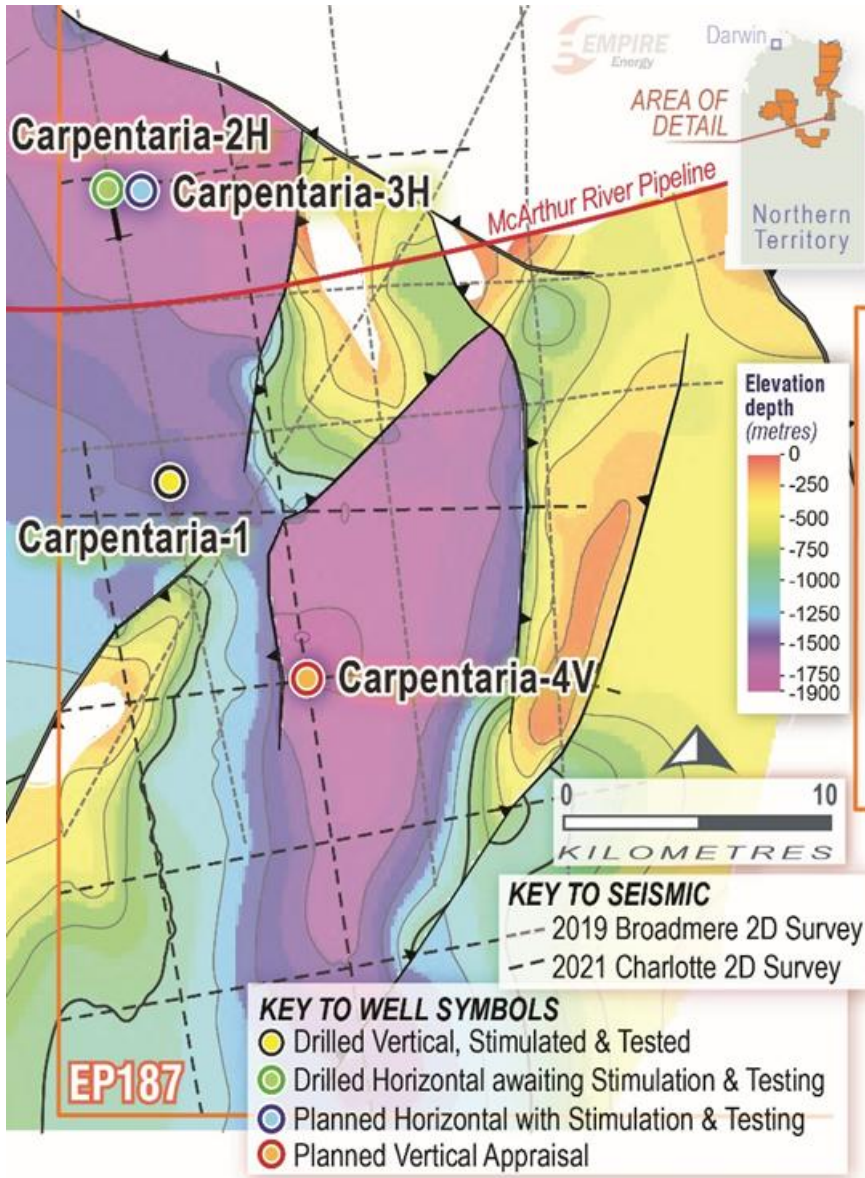 EMPIRE
Energy
Darwin
AREA OF
DETAIL
Northern
Territory
Carpentaria-2H
Carpentaria-3H
McArthur River Pipeline
Elevation
depth
(metres)
0
-250
-500
-750
-1000
-1250
-1500
-1750
-1900
Carpentaria-1
Carpentaria-4V
0 10
KILOMETRES
KEY TO SEISMIC
2019 Broadmere 2D Survey
2021 Charlotte 2D Survey
KEY TO WELL SYMBOLS
Drilled Vertical, Stimulated & Tested
Drilled Horizontal awaiting Stimulation & Testing
Planned Horizontal with Stimulation & Testing
Planned Vertical Appraisal
EP187